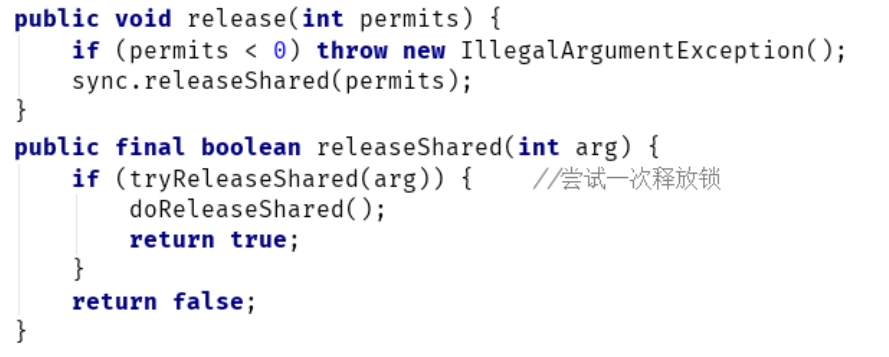 public void release(int permits) {
    if (permits < 0) throw new IllegalArgumentException();
    sync.releaseShared(permits);
}
public final boolean releaseShared(int arg) {
    if (tryReleaseShared(arg)) {    //尝试一次释放锁
        doReleaseShared();
        return true;
    }
    return false;
}